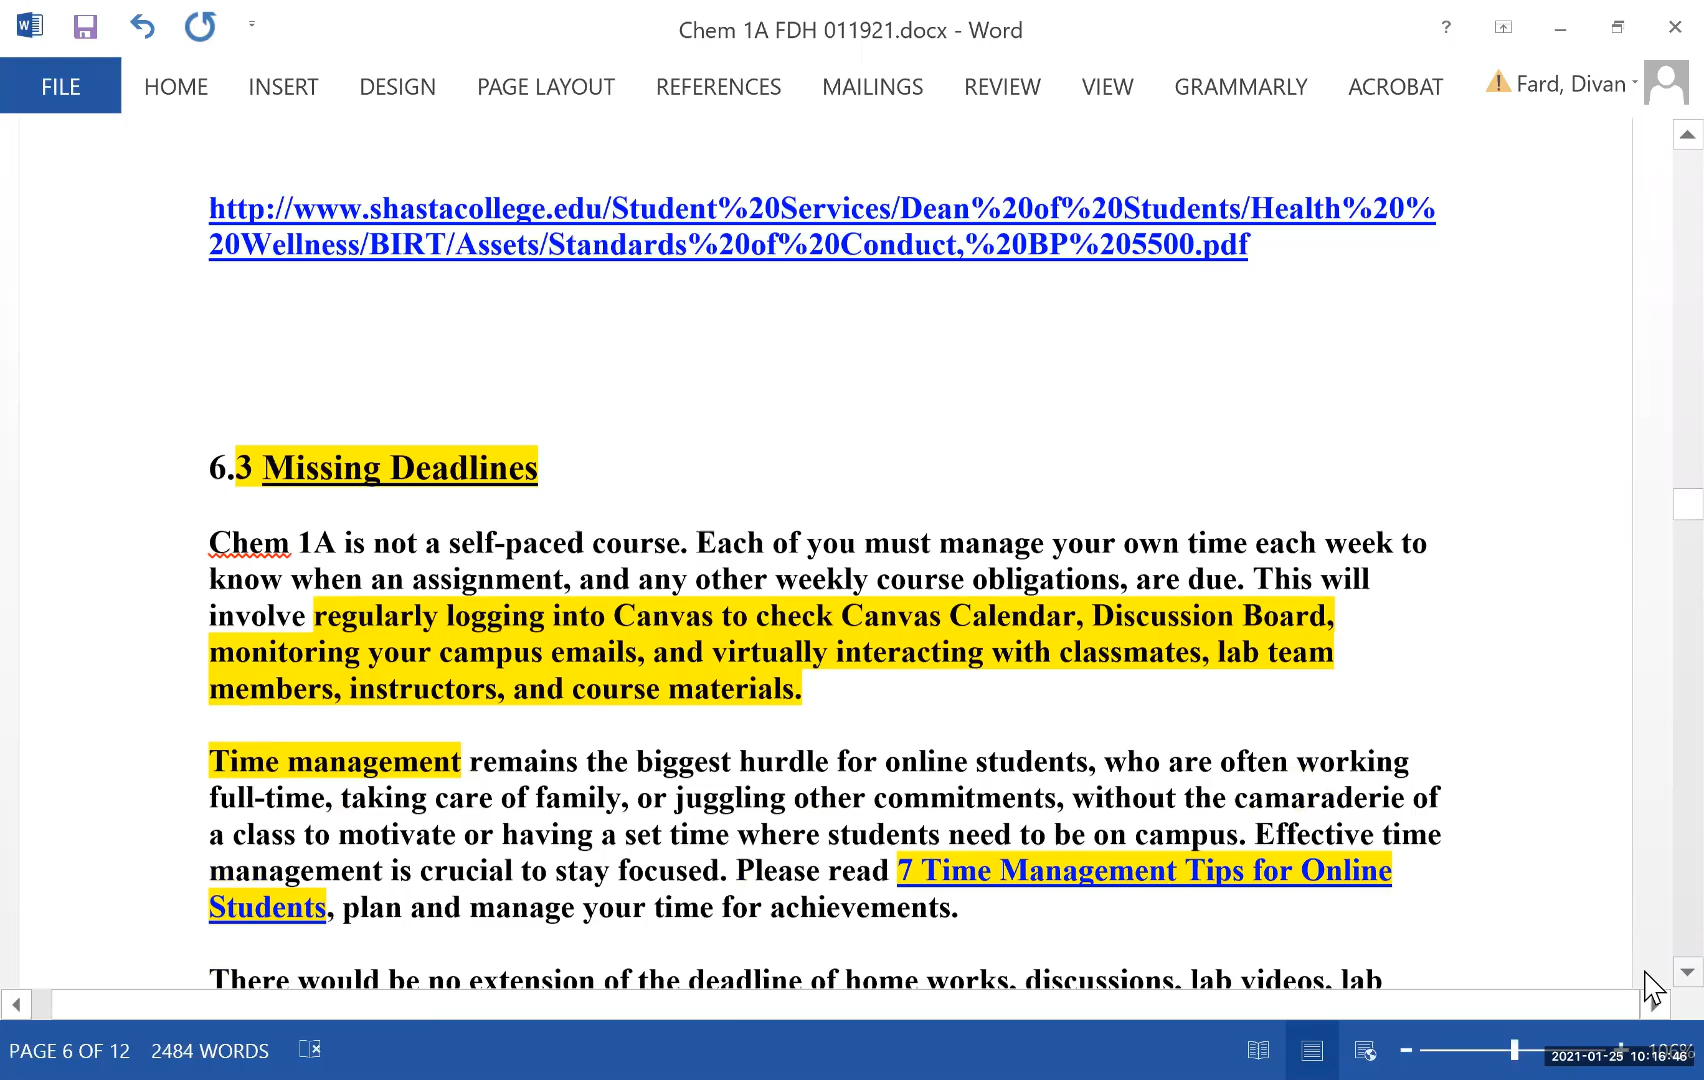 Chem 1A FDH 011921.docx - Word
?
FILE
HOME
INSERT
DESIGN
PAGE LAYOUT
REFERENCES
MAILINGS
REVIEW
VIEW
GRAMMARLY
ACROBAT
Fard, Divan
http://www.shastacollege.edu/Student%20Services/Dean%20of%20Students/Health%20%
20Wellness/BIRT/Assets/Standards%20of%20Conduct,%20BP%205500.pdf
6.3 Missing Deadlines
Chem 1A is not a self-paced course. Each of you must manage your own time each week to
know when an assignment, and any other weekly course obligations, are due. This will
involve regularly logging into Canvas to check Canvas Calendar, Discussion Board,
monitoring your campus emails, and virtually interacting with classmates, lab team
members, instructors, and course materials.
Time management remains the biggest hurdle for online students, who are often working
full-time, taking care of family, or juggling other commitments, without the camaraderie of
a class to motivate or having a set time where students need to be on campus. Effective time
management is crucial to stay focused. Please read 7 Time Management Tips for Online
Students, plan and manage your time for achievements.
There would be no extension of the deadline of home works, discussions, lab videos, lab
PAGE 6 OF 12
2484 WORDS
2021-01-25 10:16:46